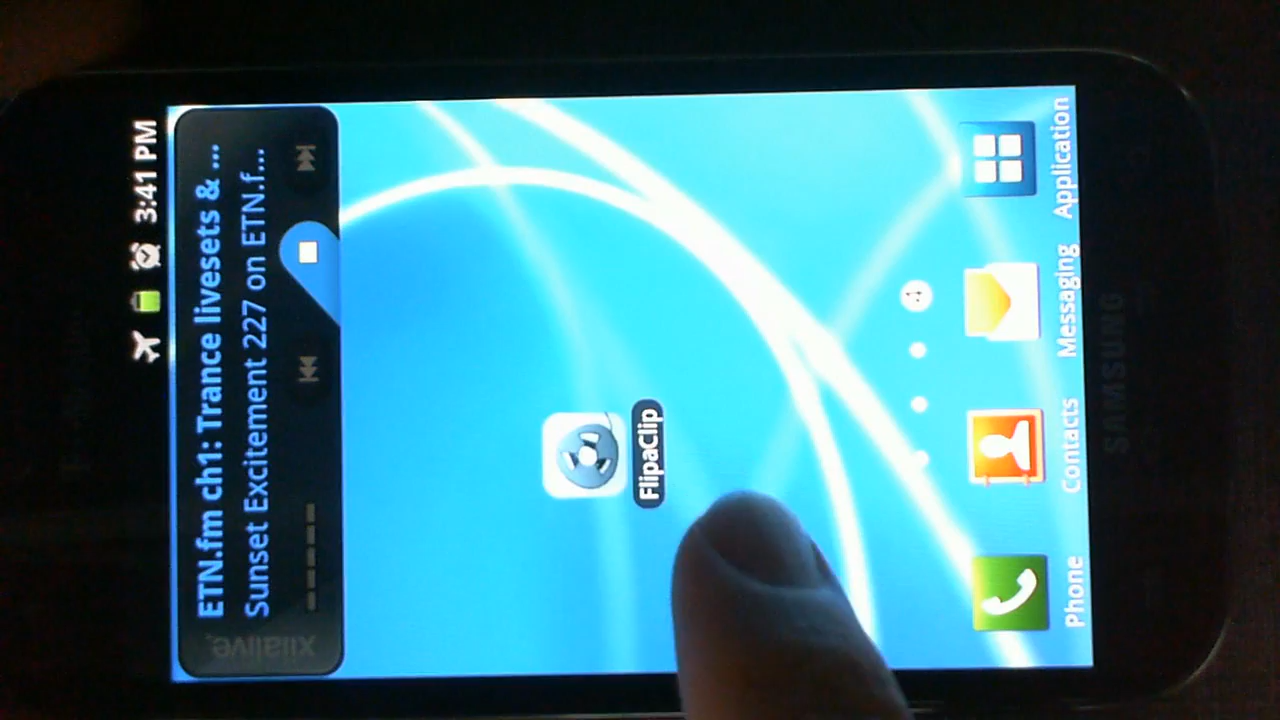 3:41 PM
ETN.fm ch1: Trance livesets & ...
Sunset Excitement 227 on ETN.f...
xiialive
FlipaClip
4
Phone
Contacts
Messaging
Application
SAMSUNG